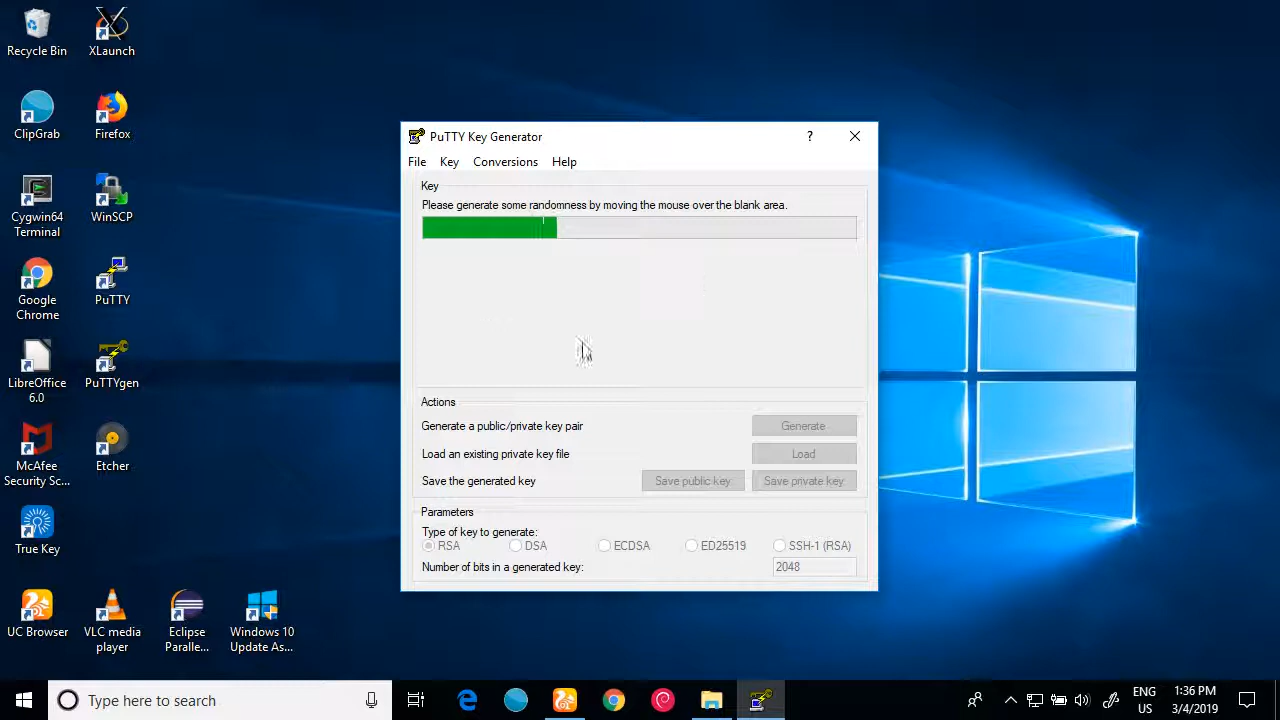 Recycle Bin
XLaunch
ClipGrab
Firefox
Cygwin64
Terminal
WinSCP
Google
Chrome
PuTTY
LibreOffice
6.0
PuTTYgen
McAfee
Security Sc...
Etcher
True Key
UC Browser
VLC media
player
Eclipse
Paralle...
Windows 10
Update As...
PuTTY Key Generator
?
File Key Conversions Help
Key
Please generate some randomness by moving the mouse over the blank area.
Actions
Generate a public/private key pair
Generate
Load an existing private key file
Load
Save the generated key
Save public key
Save private key
Parameters
Type of key to generate:
RSA DSA ECDSA ED25519 SSH-1 (RSA)
Number of bits in a generated key:
2048
Type here to search
ENG
US
1:36 PM
3/4/2019